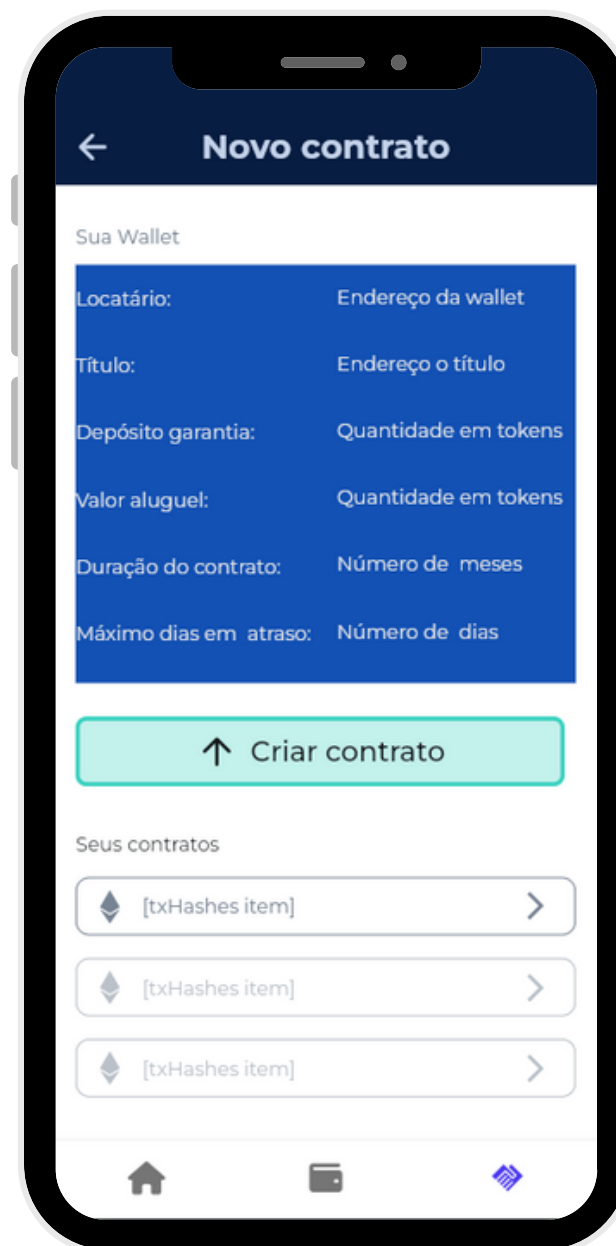 Novo contrato
Sua Wallet
Locatário: Endereço da wallet
Título: Endereço o título
Depósito garantia: Quantidade em tokens
Valor aluguel: Quantidade em tokens
Duração do contrato: Número de meses
Máximo dias em atraso: Número de dias
Criar contrato
Seus contratos
[txHashes item]
[txHashes item]
[txHashes item]